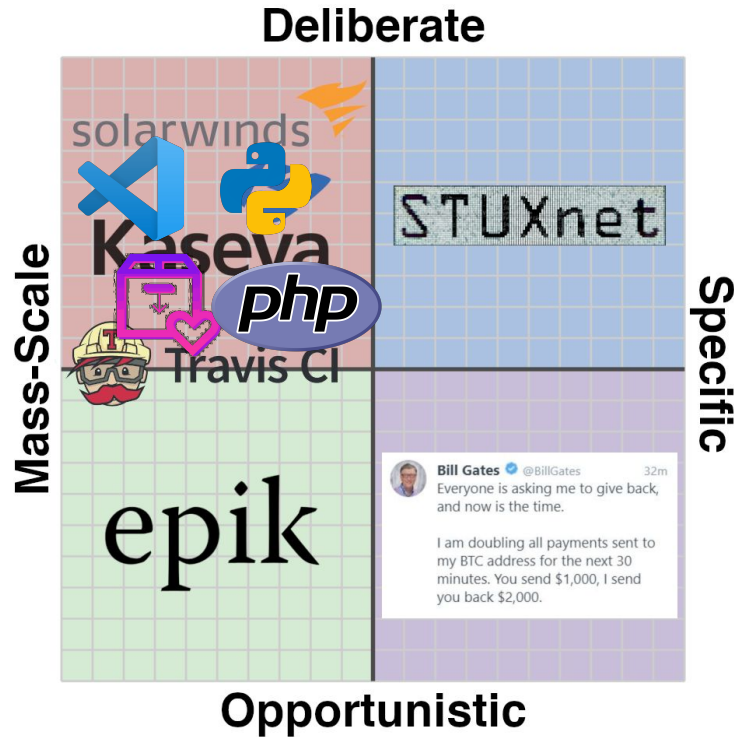 Deliberate
solarwinds
Kaseya
php
T
Travis CI
STUXnet
Mass-Scale
Specific
epik
Bill Gates @BillGates 32m
Everyone is asking me to give back,
and now is the time.
I am doubling all payments sent to
my BTC address for the next 30
minutes. You send $1,000, I send
you back $2,000.
Opportunistic